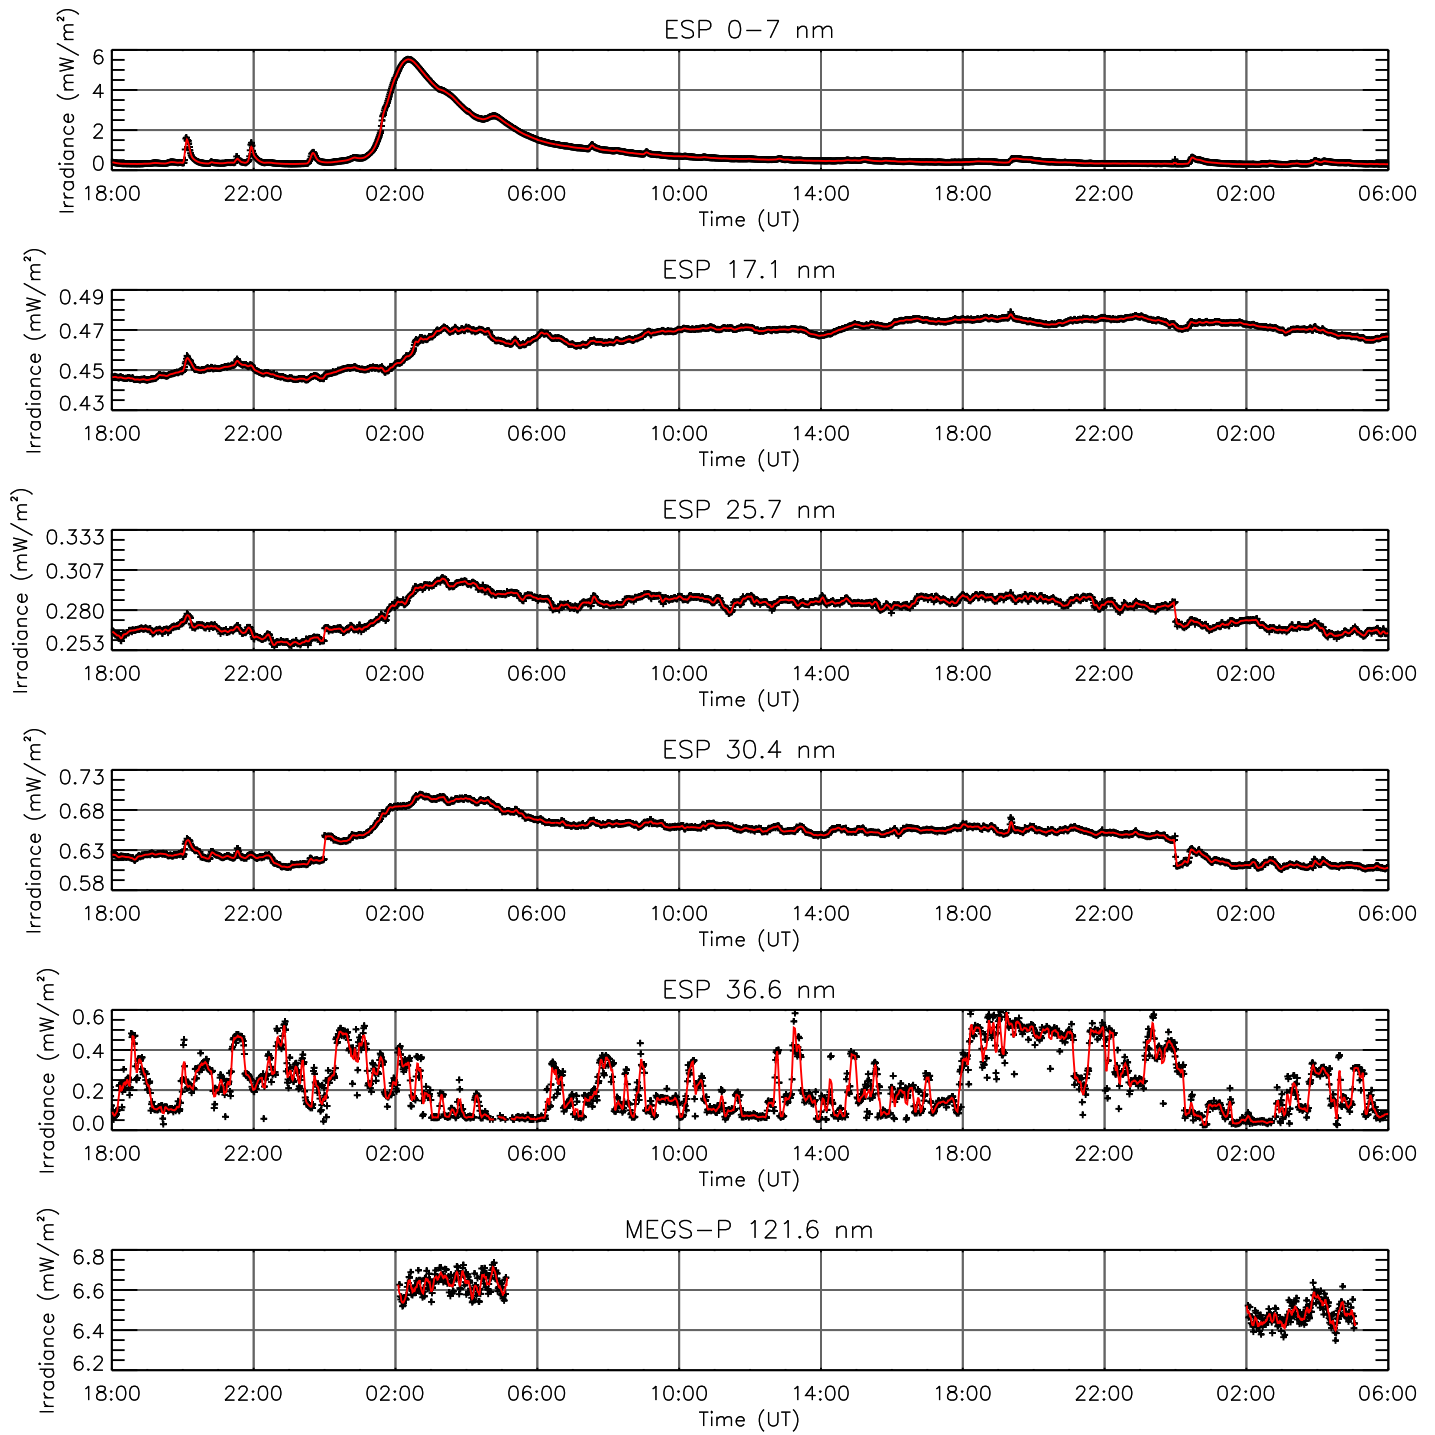 ESP 0-7 nm
Irradiance (mW/m²)
6
4
2
0
18:00 22:00 02:00 06:00 10:00 14:00 18:00 22:00 02:00 06:00
Time (UT)
ESP 17.1 nm
Irradiance (mW/m²)
0.49
0.47
0.45
0.43
18:00 22:00 02:00 06:00 10:00 14:00 18:00 22:00 02:00 06:00
Time (UT)
ESP 25.7 nm
Irradiance (mW/m²)
0.333
0.307
0.280
0.253
18:00 22:00 02:00 06:00 10:00 14:00 18:00 22:00 02:00 06:00
Time (UT)
ESP 30.4 nm
Irradiance (mW/m²)
0.73
0.68
0.63
0.58
18:00 22:00 02:00 06:00 10:00 14:00 18:00 22:00 02:00 06:00
Time (UT)
ESP 36.6 nm
Irradiance (mW/m²)
0.6
0.4
0.2
0.0
18:00 22:00 02:00 06:00 10:00 14:00 18:00 22:00 02:00 06:00
Time (UT)
MEGS-P 121.6 nm
Irradiance (mW/m²)
6.8
6.6
6.4
6.2
18:00 22:00 02:00 06:00 10:00 14:00 18:00 22:00 02:00 06:00
Time (UT)